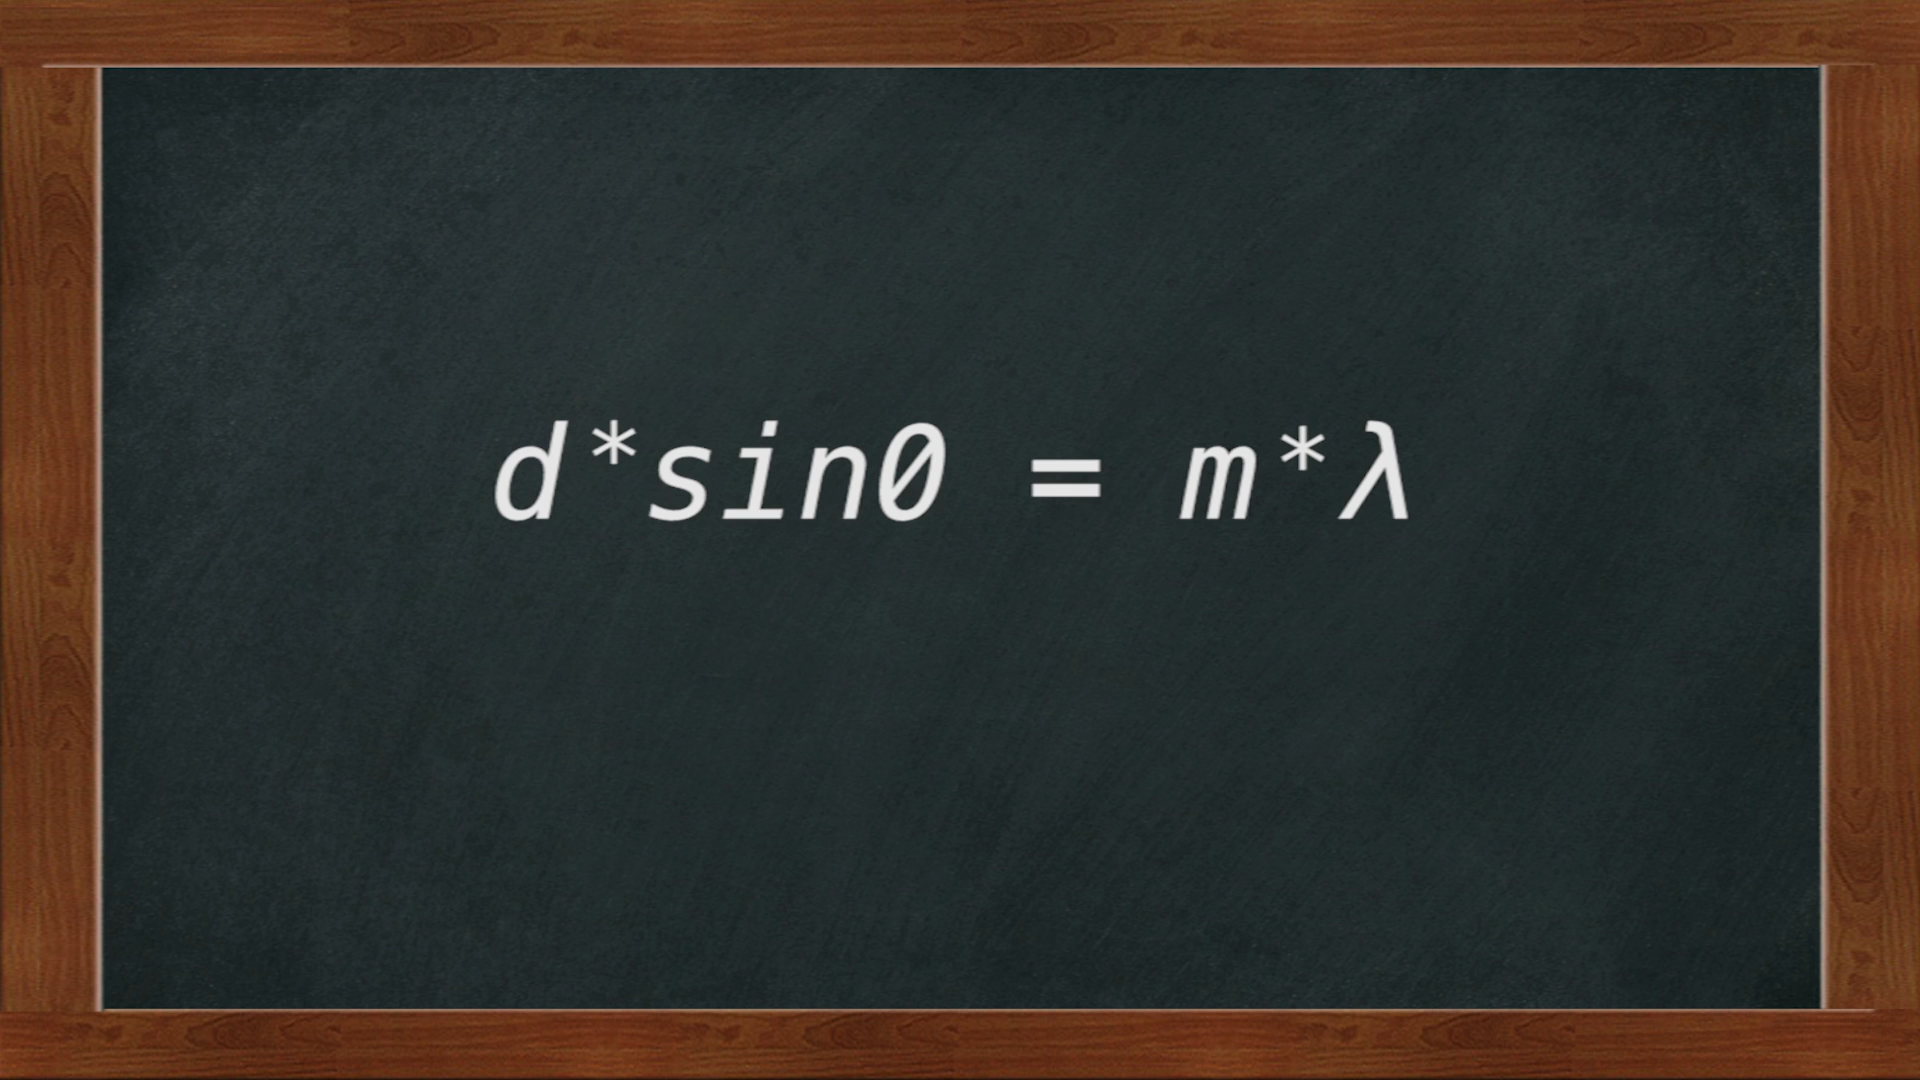 d*sin0 = m*λ